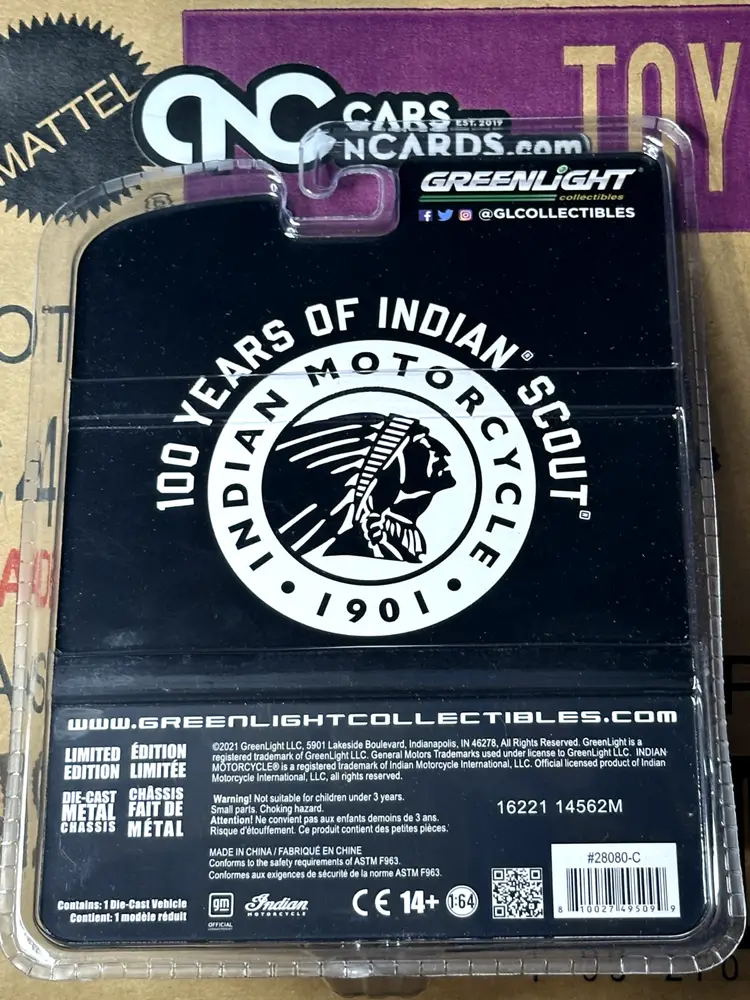 MATTEL
TOY
CNC CARS EST. 2019
NCARDS.com
GREENLIGHT
collectibles
@GLCOLLECTIBLES
100 YEARS OF INDIAN® SCOUT®
INDIAN MOTORCYCLE
• 1901 •
www.GREENLIGHTCOLLECTIBLES.com
LIMITED EDITION
ÉDITION LIMITÉE
DIE-CAST METAL CHASSIS
CHÂSSIS FAIT DE MÉTAL
©2021 GreenLight LLC, 5901 Lakeside Boulevard, Indianapolis, IN 46278, All Rights Reserved. GreenLight is a
registered trademark of GreenLight LLC. General Motors Trademarks used under license to GreenLight LLC. INDIAN
MOTORCYCLE® is a registered trademark of Indian Motorcycle International, LLC. Official licensed product of Indian
Motorcycle International, LLC, all rights reserved.
Warning! Not suitable for children under 3 years.
Small parts. Choking hazard.
Attention! Ne convient pas aux enfants demoins de 3 ans.
Risque d'étouffement. Ce produit contient des petites pièces.
16221 14562M
MADE IN CHINA / FABRIQUÉ EN CHINE
Conforms to the safety requirements of ASTM F963.
Conformes aux exigences de sécurité de la norme ASTM F963.
Contains: 1 Die-Cast Vehicle
Contient: 1 modèle réduit
gm
OFFICIAL
Indian
MOTORCYCLE
CE 14+ 1:64
#28080-C
8 10027 49509 9